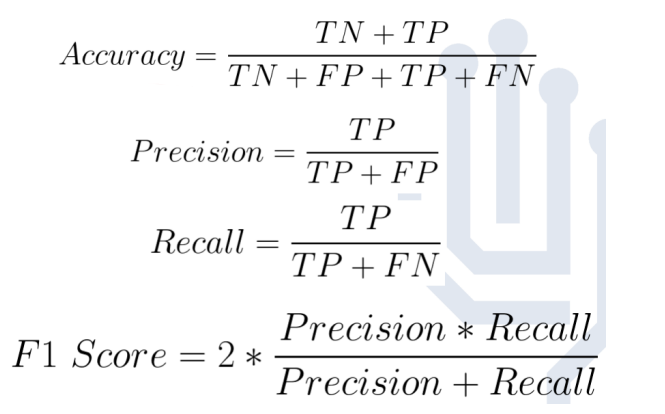 Accuracy = \frac{TN + TP}{TN + FP + TP + FN}
Precision = \frac{TP}{TP + FP}
Recall = \frac{TP}{TP + FN}
F1 Score = 2 * \frac{Precision * Recall}{Precision + Recall}